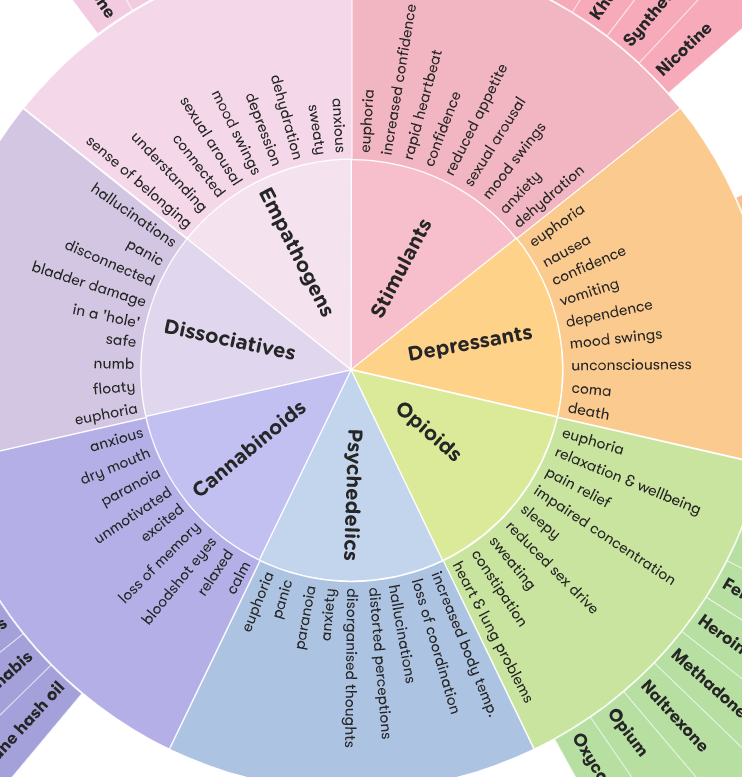 Stimulants
euphoria
increased confidence
rapid heartbeat
confidence
reduced appetite
sexual arousal
mood swings
anxiety
dehydration
Nicotine
Depressants
euphoria
nausea
confidence
vomiting
dependence
mood swings
unconsciousness
coma
death
Opioids
euphoria
relaxation & wellbeing
pain relief
impaired concentration
sleepy
reduced sex drive
sweating
constipation
heart & lung problems
Heroin
Methadone
Naltrexone
Opium
Psychedelics
increased body temp.
loss of coordination
hallucinations
distorted perceptions
disorganised thoughts
anxiety
paranoia
panic
euphoria
Cannabinoids
calm
relaxed
bloodshot eyes
loss of memory
excited
unmotivated
paranoia
dry mouth
anxious
hash oil
Dissociatives
euphoria
floaty
numb
safe
in a 'hole'
bladder damage
disconnected
panic
hallucinations
Empathogens
sense of belonging
understanding
connected
sexual arousal
mood swings
depression
dehydration
sweaty
anxious